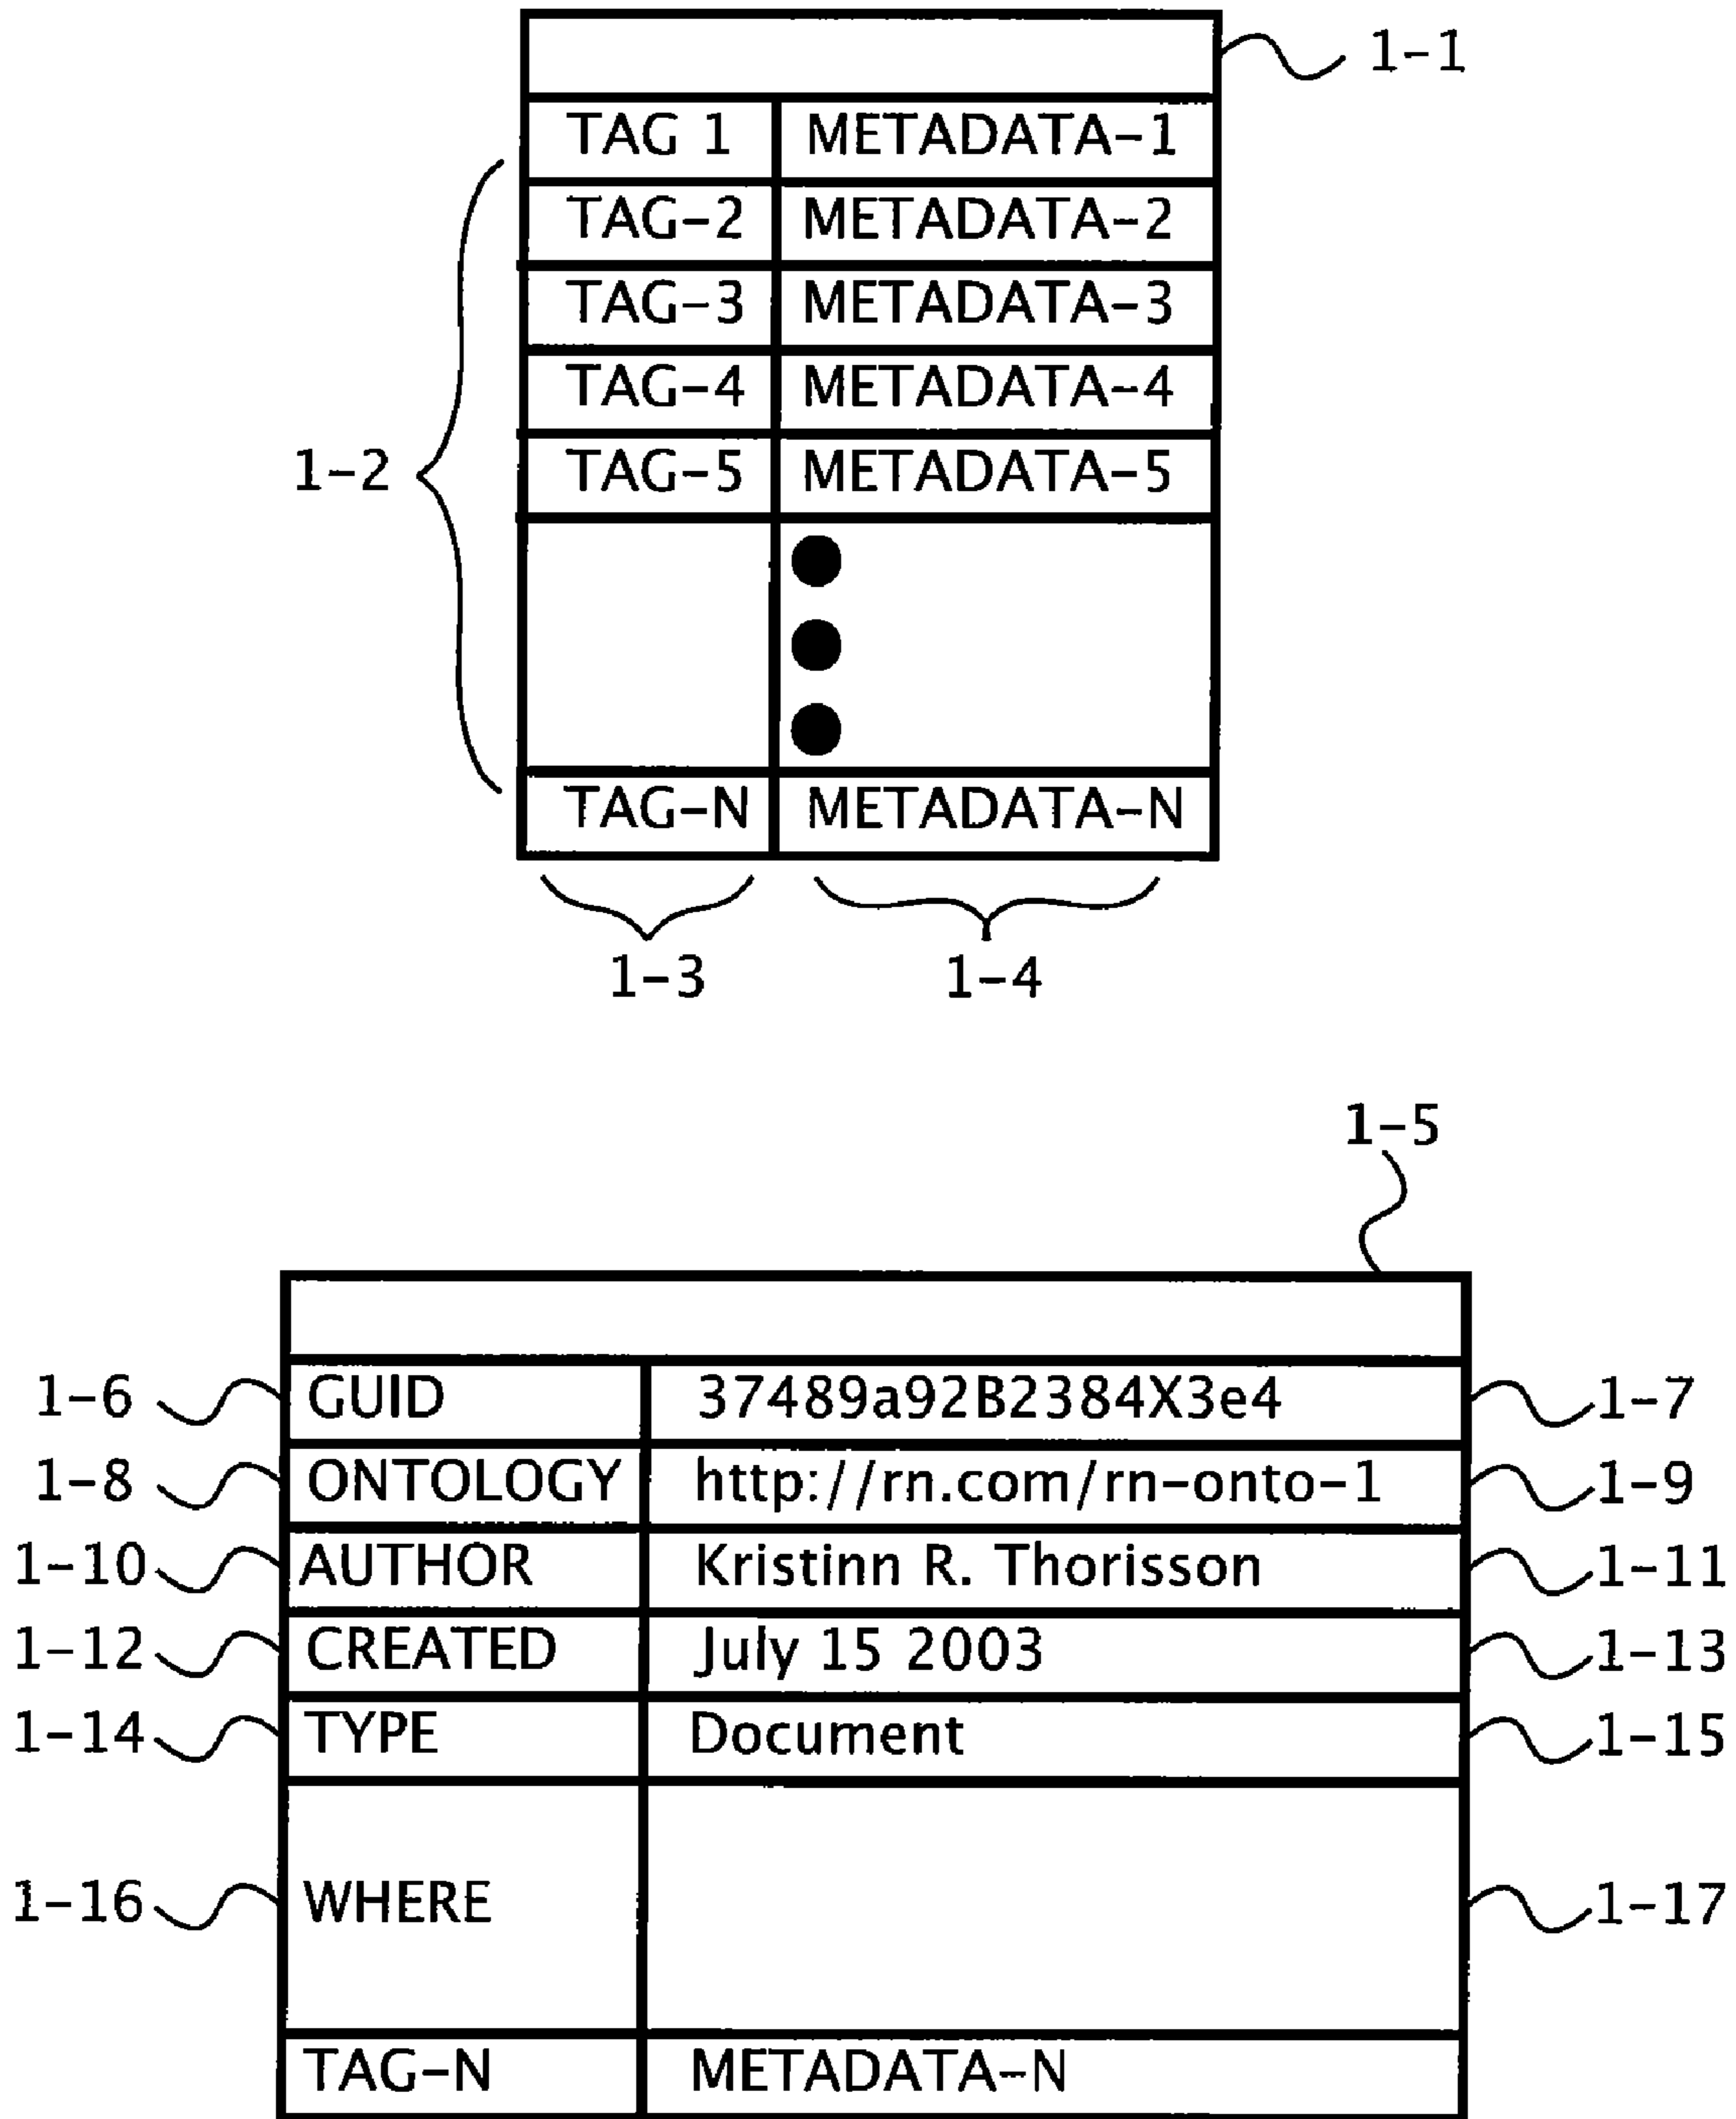 1-1
TAG 1 METADATA-1
TAG-2 METADATA-2
TAG-3 METADATA-3
TAG-4 METADATA-4
1-2 TAG-5 METADATA-5
TAG-N METADATA-N
1-3 1-4
1-5
1-6 GUID 37489a92B2384X3e4 1-7
1-8 ONTOLOGY http://rn.com/rn-onto-1 1-9
1-10 AUTHOR Kristinn R. Thorisson 1-11
1-12 CREATED July 15 2003 1-13
1-14 TYPE Document 1-15
1-16 WHERE 1-17
TAG-N METADATA-N